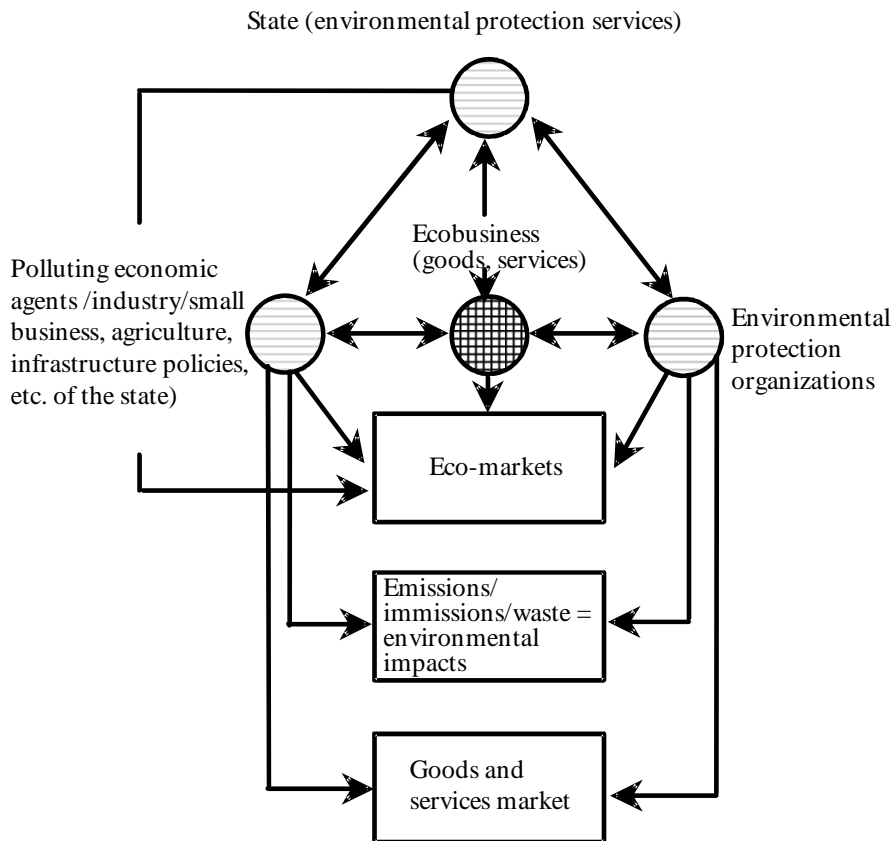 State (environmental protection services)
Ecobusiness
(goods, services)
Polluting economic
agents /industry/small
business, agriculture,
infrastructure policies,
etc. of the state)
Environmental
protection
organizations
Eco-markets
Emissions/
immissions/waste =
environmental
impacts
Goods and
services market